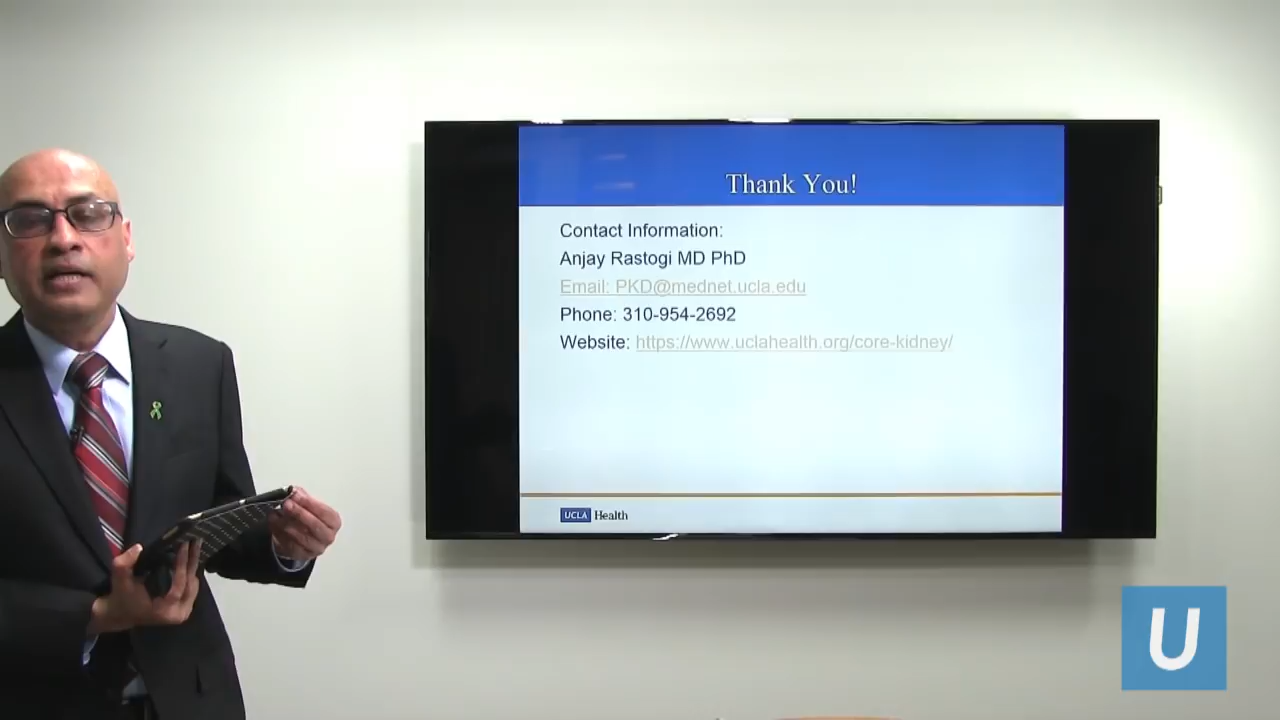 Thank You!
Contact Information:
Anjay Rastogi MD PhD
Email: PKD@mednet.ucla.edu
Phone: 310-954-2692
Website: https://www.uclahealth.org/core-kidney/
UCLA Health
U